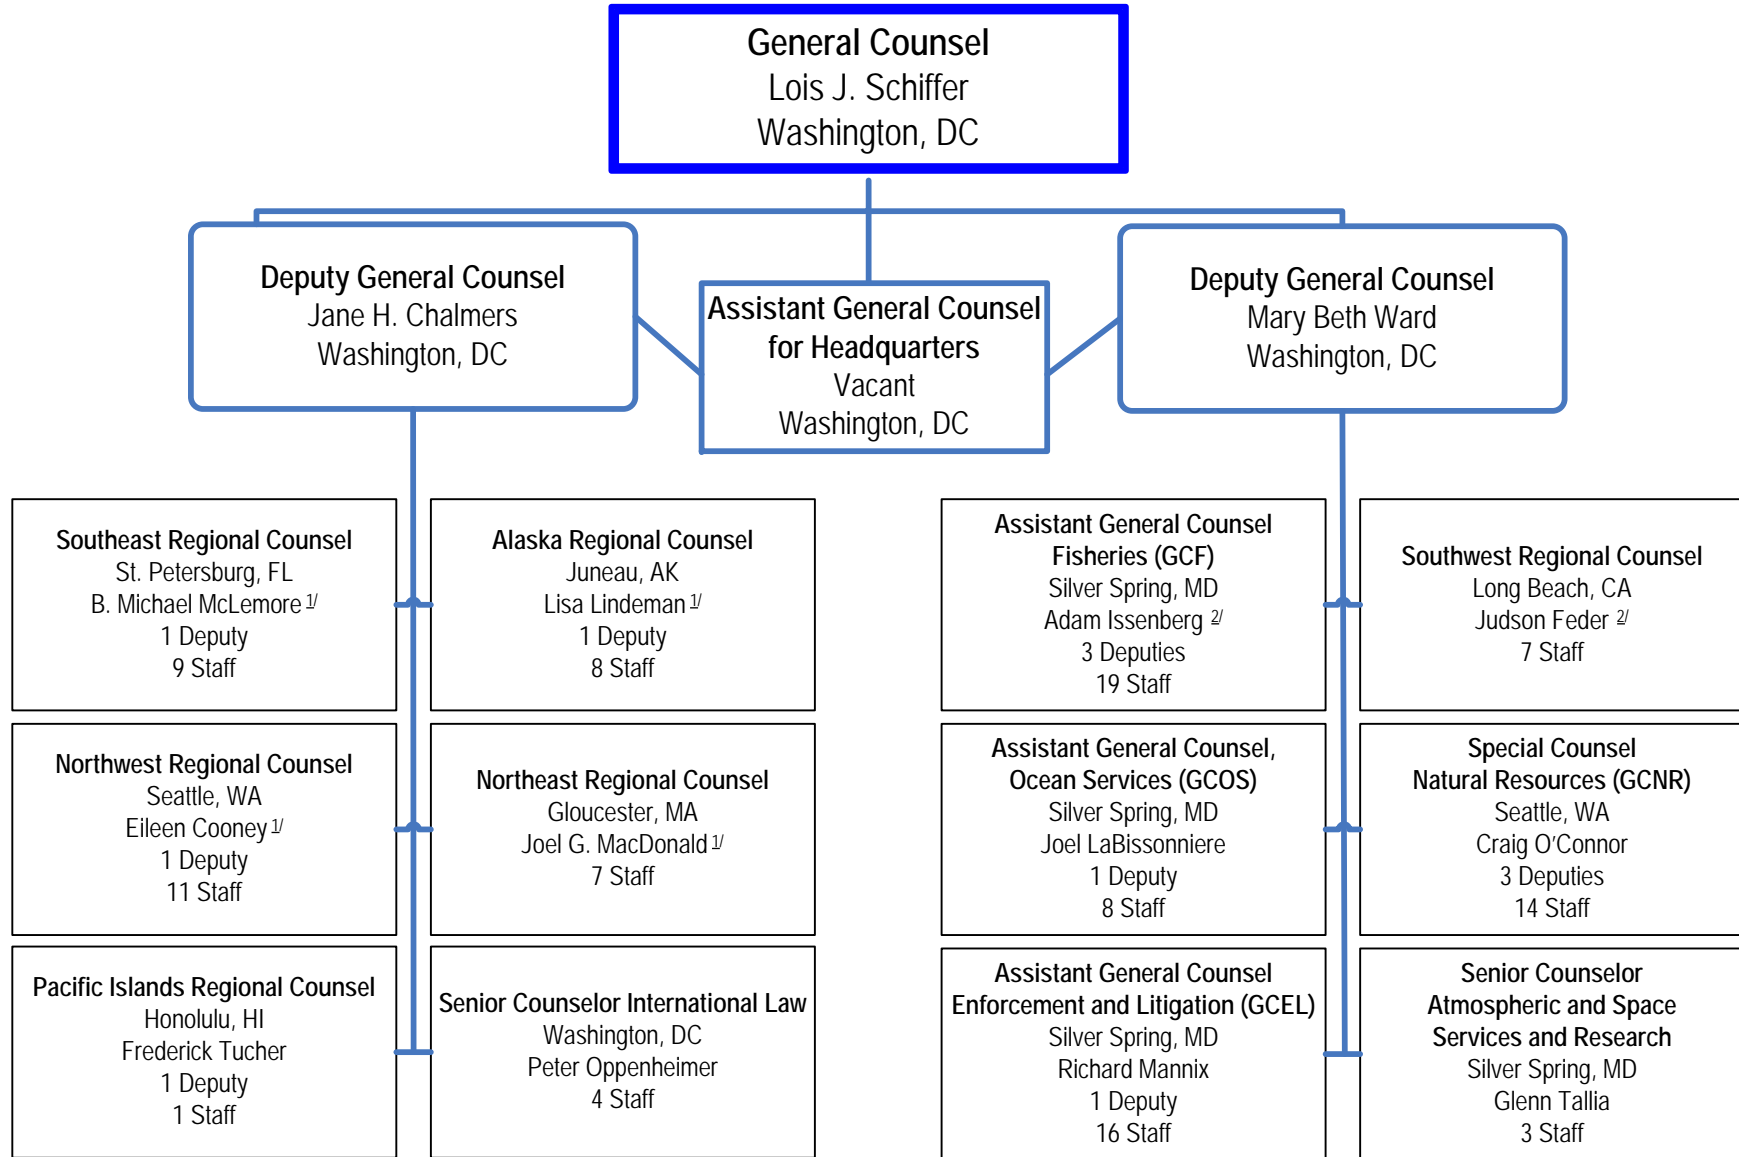 General Counsel
Lois J. Schiffer
Washington, DC
Deputy General Counsel
Jane H. Chalmers
Washington, DC
Assistant General Counsel
for Headquarters
Vacant
Washington, DC
Deputy General Counsel
Mary Beth Ward
Washington, DC
Southeast Regional Counsel
St. Petersburg, FL
B. Michael McLemore 1/
1 Deputy
9 Staff
Alaska Regional Counsel
Juneau, AK
Lisa Lindeman 1/
1 Deputy
8 Staff
Assistant General Counsel
Fisheries (GCF)
Silver Spring, MD
Adam Issenberg 2/
3 Deputies
19 Staff
Southwest Regional Counsel
Long Beach, CA
Judson Feder 2/
7 Staff
Northwest Regional Counsel
Seattle, WA
Eileen Cooney 1/
1 Deputy
11 Staff
Northeast Regional Counsel
Gloucester, MA
Joel G. MacDonald 1/
7 Staff
Assistant General Counsel,
Ocean Services (GCOS)
Silver Spring, MD
Joel LaBissonniere
1 Deputy
8 Staff
Special Counsel
Natural Resources (GCNR)
Seattle, WA
Craig O’Connor
3 Deputies
14 Staff
Pacific Islands Regional Counsel
Honolulu, HI
Frederick Tucher
1 Deputy
1 Staff
Senior Counselor International Law
Washington, DC
Peter Oppenheimer
4 Staff
Assistant General Counsel
Enforcement and Litigation (GCEL)
Silver Spring, MD
Richard Mannix
1 Deputy
16 Staff
Senior Counselor
Atmospheric and Space
Services and Research
Silver Spring, MD
Glenn Tallia
3 Staff